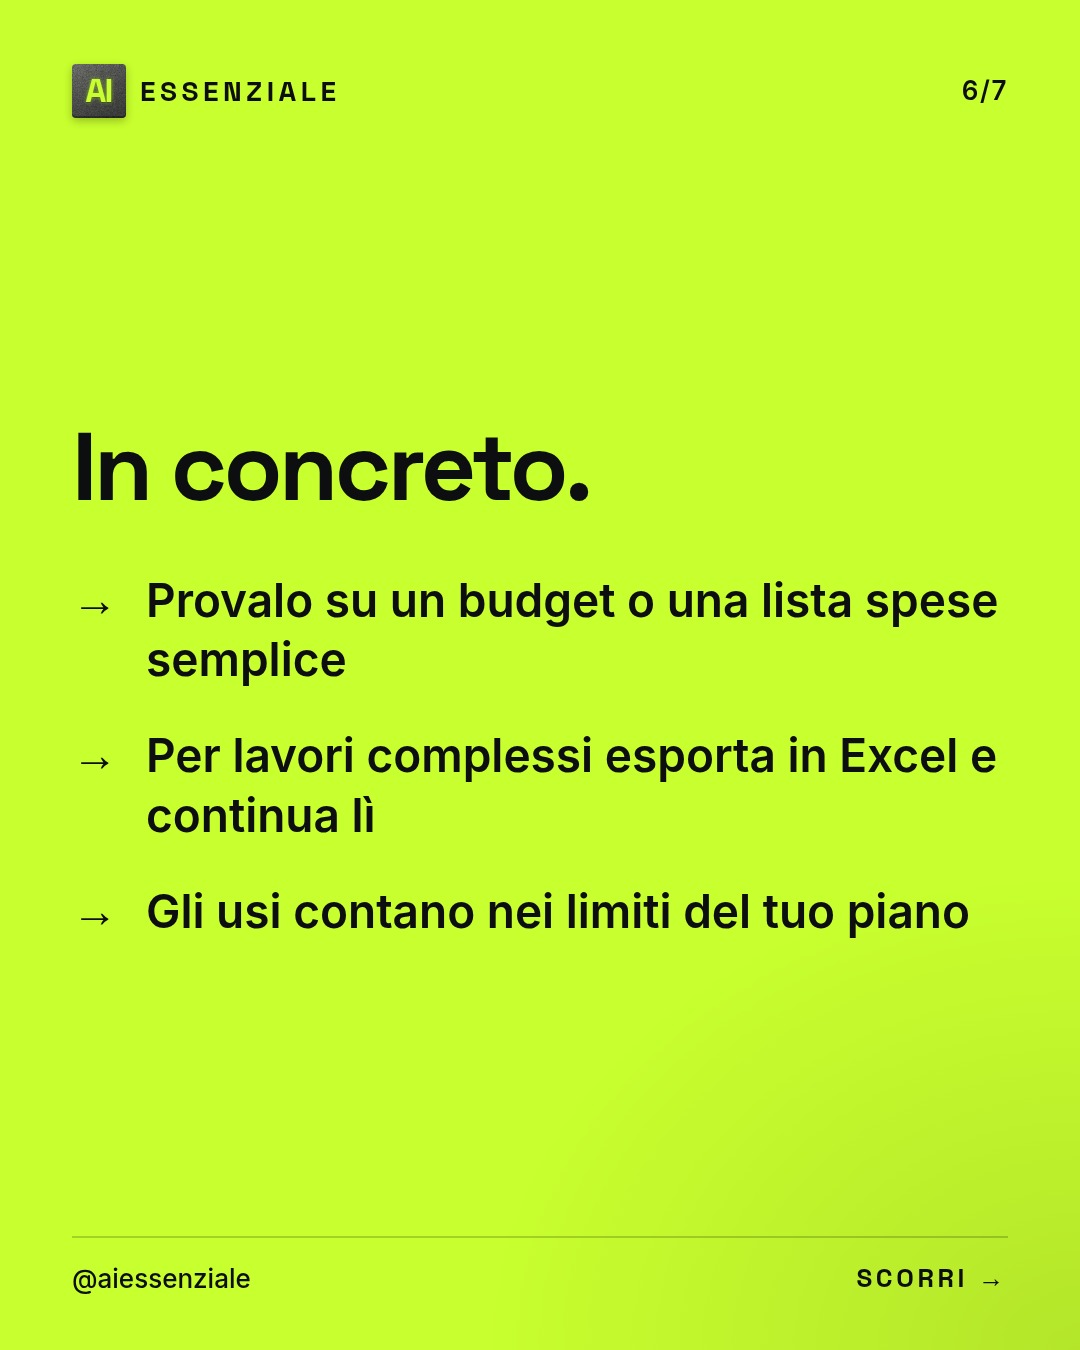 AI ESSENZIALE
6/7
In concreto.
→ Provalo su un budget o una lista spese
semplice
→ Per lavori complessi esporta in Excel e
continua lì
→ Gli usi contano nei limiti del tuo piano
@aiessenziale
SCORRI →